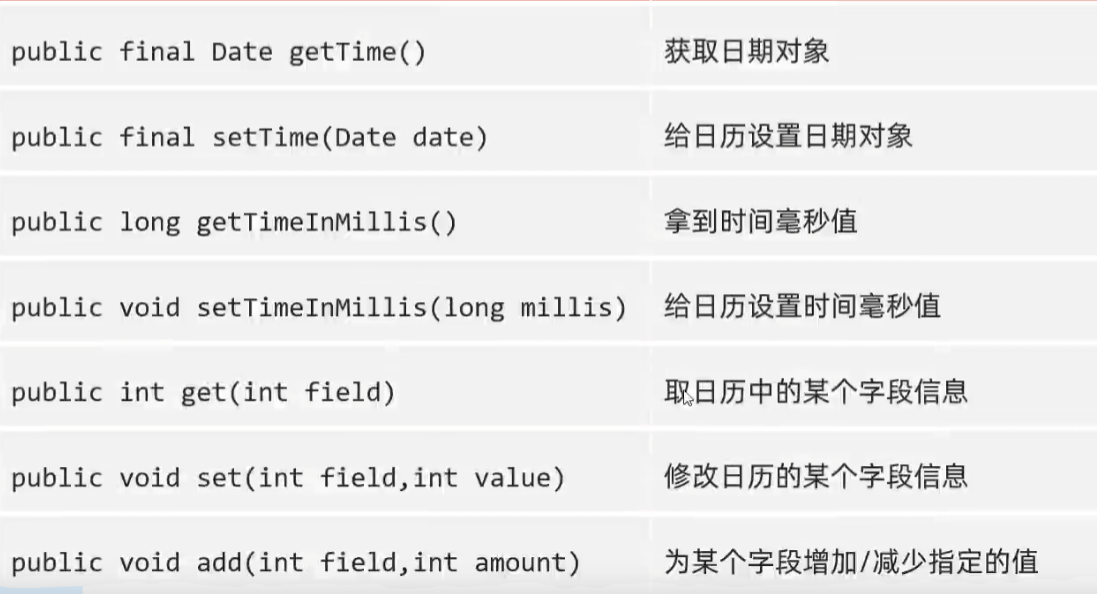 public final Date getTime() 获取日期对象
public final setTime(Date date) 给日历设置日期对象
public long getTimeInMillis() 拿到时间毫秒值
public void setTimeInMillis(long millis) 给日历设置时间毫秒值
public int get(int field) 取日历中的某个字段信息
public void set(int field,int value) 修改日历的某个字段信息
public void add(int field,int amount) 为某个字段增加/减少指定的值